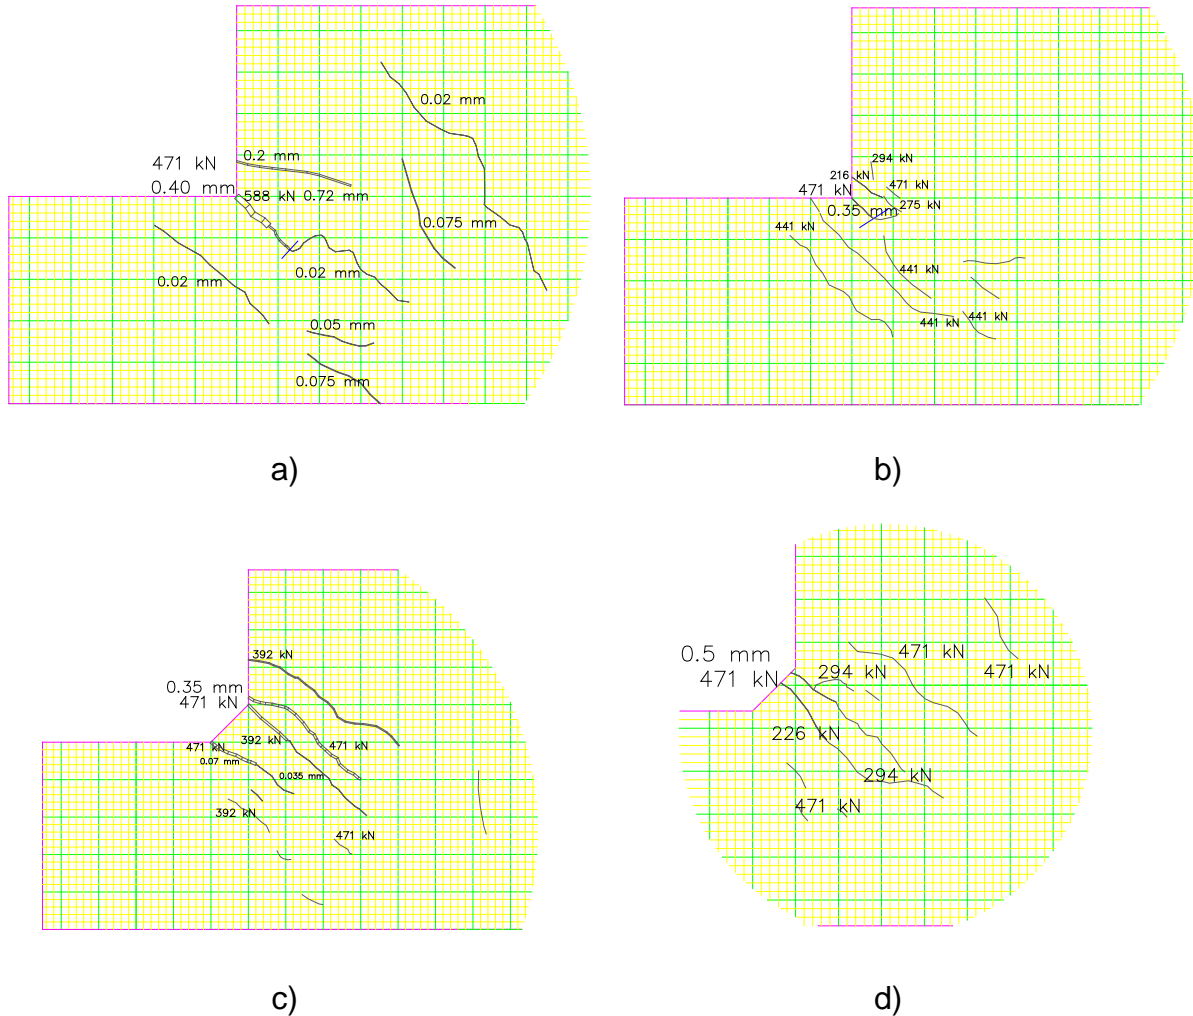 0.02 mm
0.2 mm
471 kN
0.40 mm
588 kN 0.72 mm
0.075 mm
0.02 mm
0.02 mm
0.05 mm
0.075 mm
a)
294 kN
216 kN
471 kN
471 kN
275 kN
0.35 mm
441 kN
441 kN
441 kN
441 kN
b)
392 kN
0.35 mm
471 kN
392 kN
471 kN
471 kN
0.07 mm
0.035 mm
392 kN
471 kN
c)
0.5 mm
471 kN
471 kN
294 kN
471 kN
226 kN
294 kN
471 kN
d)